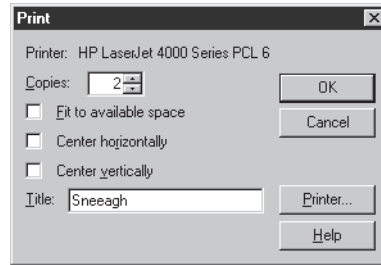 Print
Printer: HP LaserJet 4000 Series PCL 6
Copies: 2
OK
Fit to available space
Cancel
Center horizontally
Center vertically
Title: Sneeagh
Printer...
Help